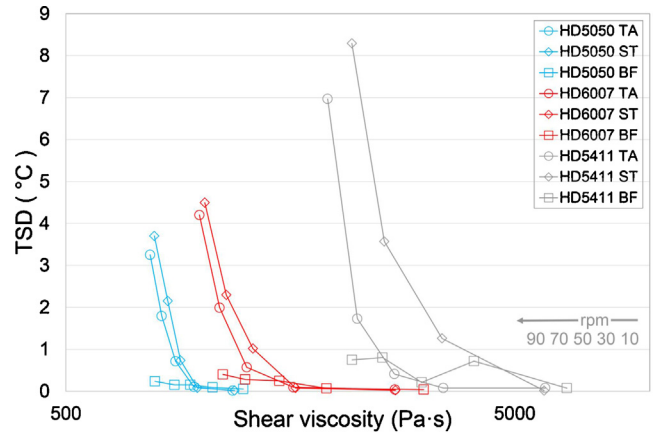 9
8
7
6
5
4
3
2
1
0
TSD ( °C )
500
5000
Shear viscosity (Pa·s)
HD5050 TA
HD5050 ST
HD5050 BF
HD6007 TA
HD6007 ST
HD6007 BF
HD5411 TA
HD5411 ST
HD5411 BF
rpm
90 70 50 30 10